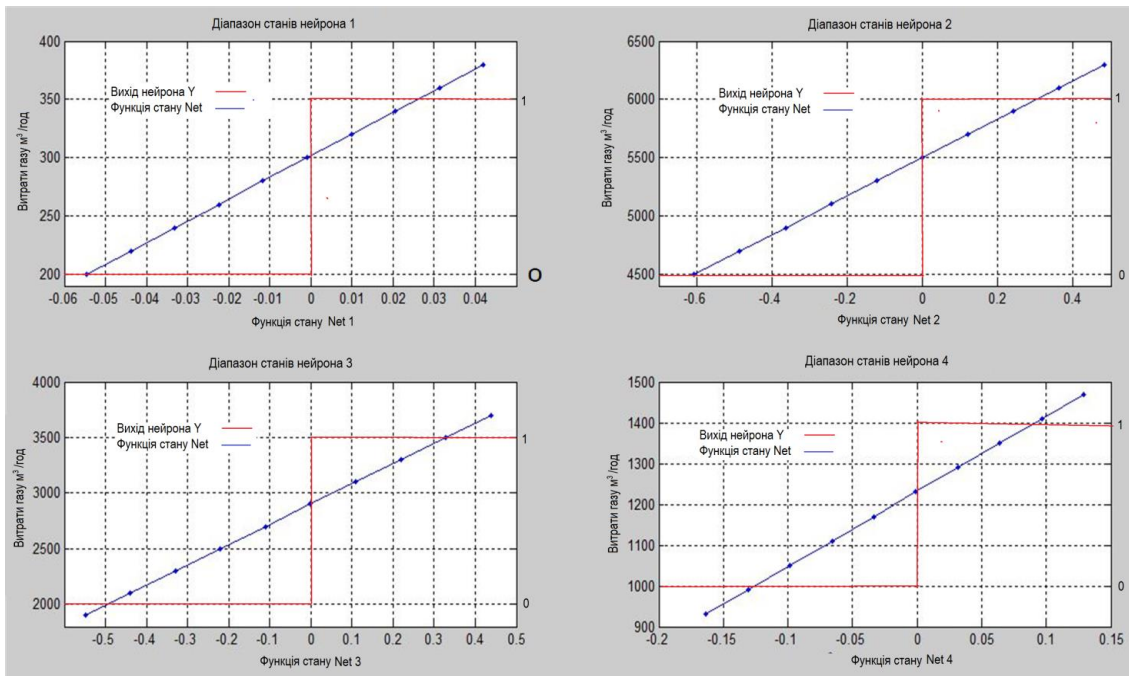 Діапазон станів нейрона 1
400
350
300
250
200
Витрати газу м³/год
Вихід нейрона Y
Функція стану Net
1
O
-0.06 -0.05 -0.04 -0.03 -0.02 -0.01 0 0.01 0.02 0.03 0.04
Функція стану Net 1
Діапазон станів нейрона 2
6500
6000
5500
5000
4500
Витрати газу м³/год
Вихід нейрона Y
Функція стану Net
1
0
-0.6 -0.4 -0.2 0 0.2 0.4
Функція стану Net 2
Діапазон станів нейрона 3
4000
3500
3000
2500
2000
Витрати газу м³/год
Вихід нейрона Y
Функція стану Net
1
0
-0.5 -0.4 -0.3 -0.2 -0.1 0 0.1 0.2 0.3 0.4 0.5
Функція стану Net 3
Діапазон станів нейрона 4
1500
1400
1300
1200
1100
1000
900
Витрати газу м³/год
Вихід нейрона Y
Функція стану Net
1
0
-0.2 -0.15 -0.1 -0.05 0 0.05 0.1 0.15
Функція стану Net 4